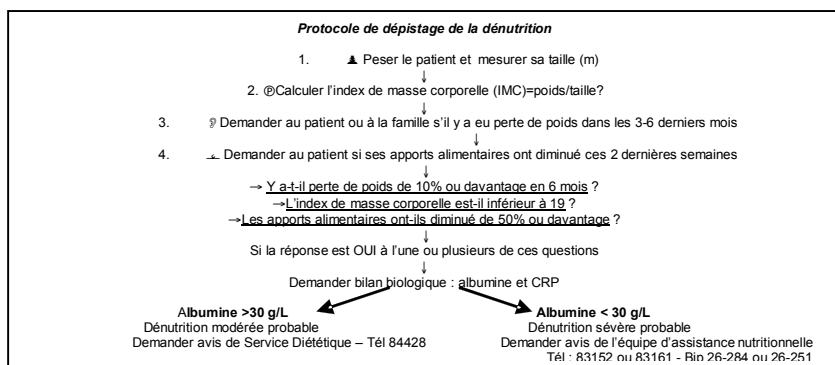 Protocole de dépistage de la dénutrition
1. Peser le patient et mesurer sa taille (m)
↓
2. ℗Calculer l'index de masse corporelle (IMC)=poids/taille?
↓
3. Demander au patient ou à la famille s'il y a eu perte de poids dans les 3-6 derniers mois
↓
4. Demander au patient si ses apports alimentaires ont diminué ces 2 dernières semaines
↓
→ Y a-t-il perte de poids de 10% ou davantage en 6 mois ?
→L'index de masse corporelle est-il inférieur à 19 ?
→Les apports alimentaires ont-ils diminué de 50% ou davantage ?
↓
Si la réponse est OUI à l'une ou plusieurs de ces questions
↓
Demander bilan biologique : albumine et CRP
Albumine >30 g/L
Dénutrition modérée probable
Demander avis de Service Diététique – Tél 84428
Albumine < 30 g/L
Dénutrition sévère probable
Demander avis de l'équipe d'assistance nutritionnelle
Tél : 83152 ou 83161 - Bip 26-284 ou 26-251